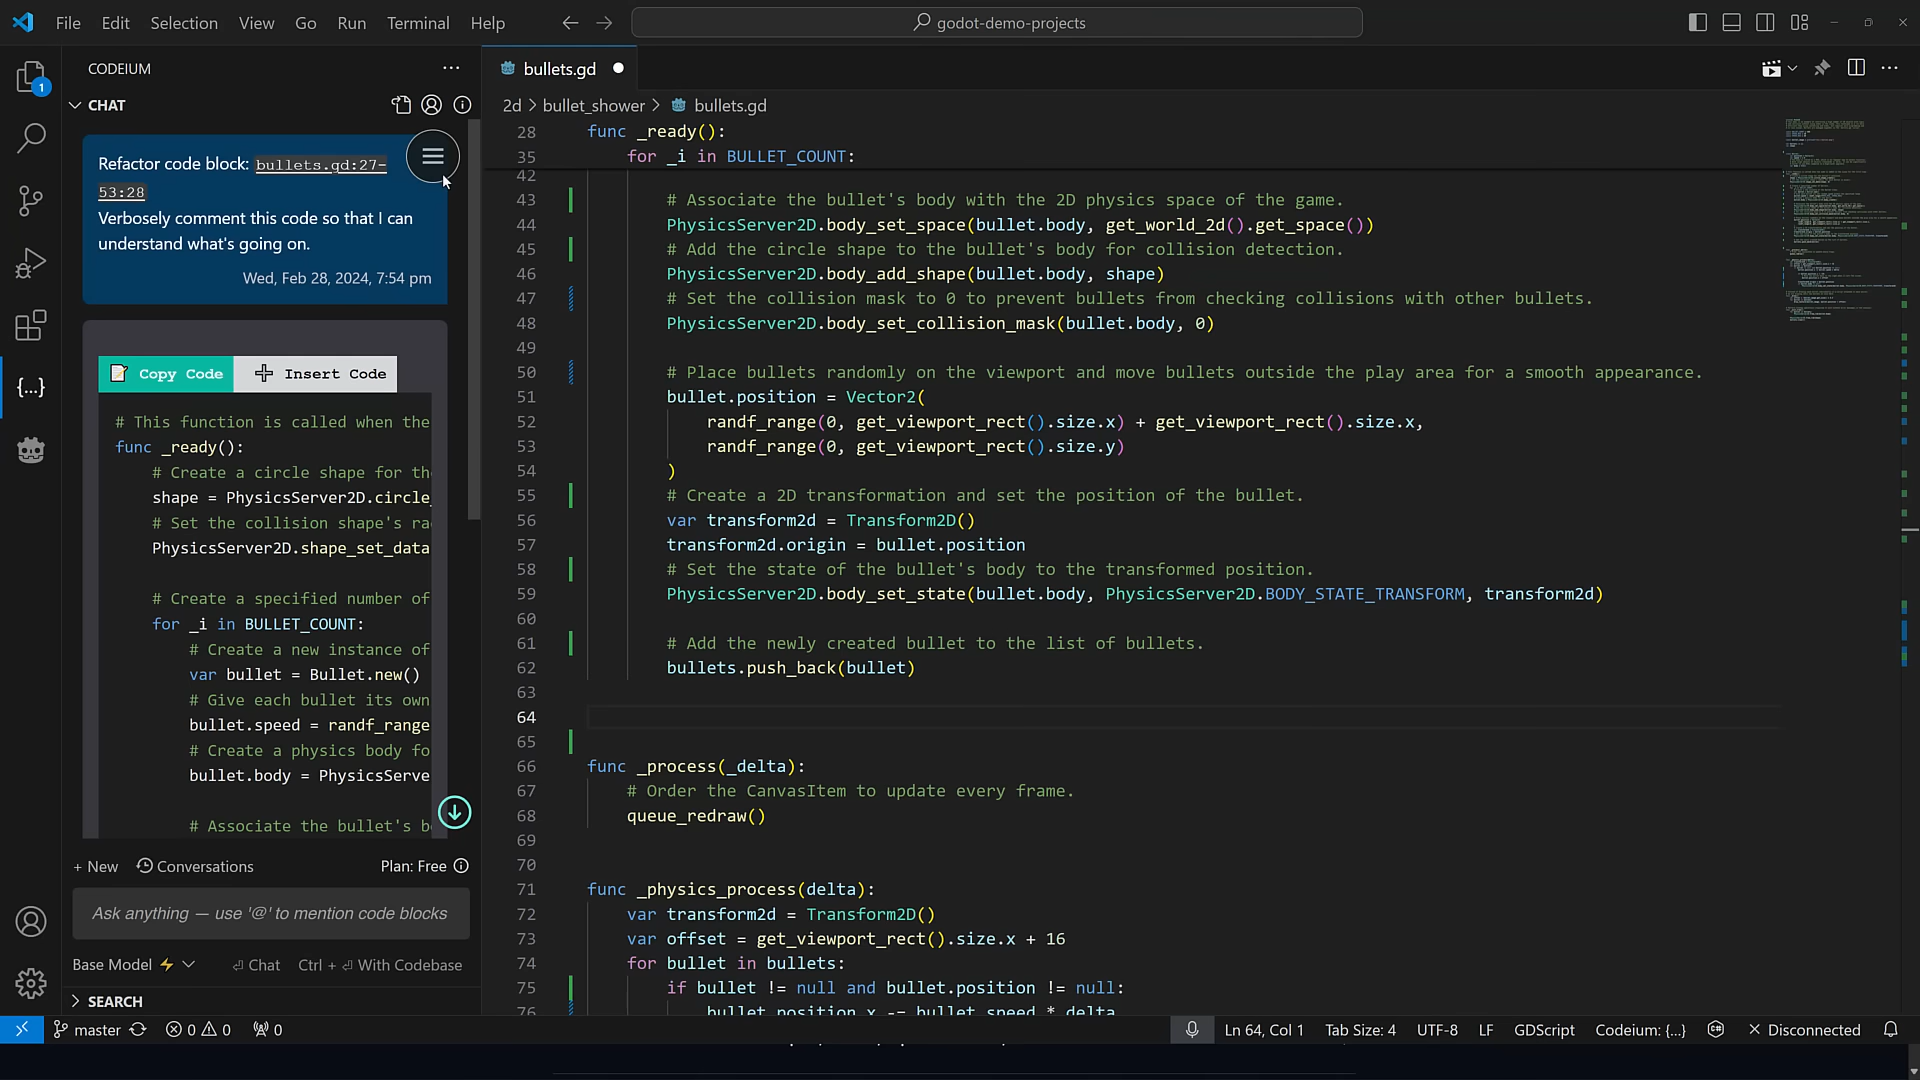 File Edit Selection View Go Run Terminal Help
godot-demo-projects
CODEIUM
bullets.gd
1
CHAT
2d > bullet_shower > bullets.gd
Refactor code block: bullets.gd:27-
53:28
Verbosely comment this code so that I can
understand what's going on.
Wed, Feb 28, 2024, 7:54 pm
Copy Code
Insert Code
# This function is called when the
func _ready():
# Create a circle shape for th
shape = PhysicsServer2D.circle_
# Set the collision shape's ra
PhysicsServer2D.shape_set_data
# Create a specified number of
for _i in BULLET_COUNT:
# Create a new instance of
var bullet = Bullet.new()
# Give each bullet its own
bullet.speed = randf_range
# Create a physics body fo
bullet.body = PhysicsServe
# Associate the bullet's b
+ New
Conversations
Plan: Free
Ask anything — use '@' to mention code blocks
Base Model
Chat
Ctrl + With Codebase
SEARCH
28 func _ready():
35 for _i in BULLET_COUNT:
42
43 # Associate the bullet's body with the 2D physics space of the game.
44 PhysicsServer2D.body_set_space(bullet.body, get_world_2d().get_space())
45 # Add the circle shape to the bullet's body for collision detection.
46 PhysicsServer2D.body_add_shape(bullet.body, shape)
47 # Set the collision mask to 0 to prevent bullets from checking collisions with other bullets.
48 PhysicsServer2D.body_set_collision_mask(bullet.body, 0)
49
50 # Place bullets randomly on the viewport and move bullets outside the play area for a smooth appearance.
51 bullet.position = Vector2(
52 randf_range(0, get_viewport_rect().size.x) + get_viewport_rect().size.x,
53 randf_range(0, get_viewport_rect().size.y)
54 )
55 # Create a 2D transformation and set the position of the bullet.
56 var transform2d = Transform2D()
57 transform2d.origin = bullet.position
58 # Set the state of the bullet's body to the transformed position.
59 PhysicsServer2D.body_set_state(bullet.body, PhysicsServer2D.BODY_STATE_TRANSFORM, transform2d)
60
61 # Add the newly created bullet to the list of bullets.
62 bullets.push_back(bullet)
63
64
65
66 func _process(_delta):
67 # Order the CanvasItem to update every frame.
68 queue_redraw()
69
70
71 func _physics_process(delta):
72 var transform2d = Transform2D()
73 var offset = get_viewport_rect().size.x + 16
74 for bullet in bullets:
75 if bullet != null and bullet.position != null:
76 bullet.position.x -= bullet.speed * delta
master
0 0
0
Ln 64, Col 1
Tab Size: 4
UTF-8
LF
GDScript
Codeium: {...}
Disconnected